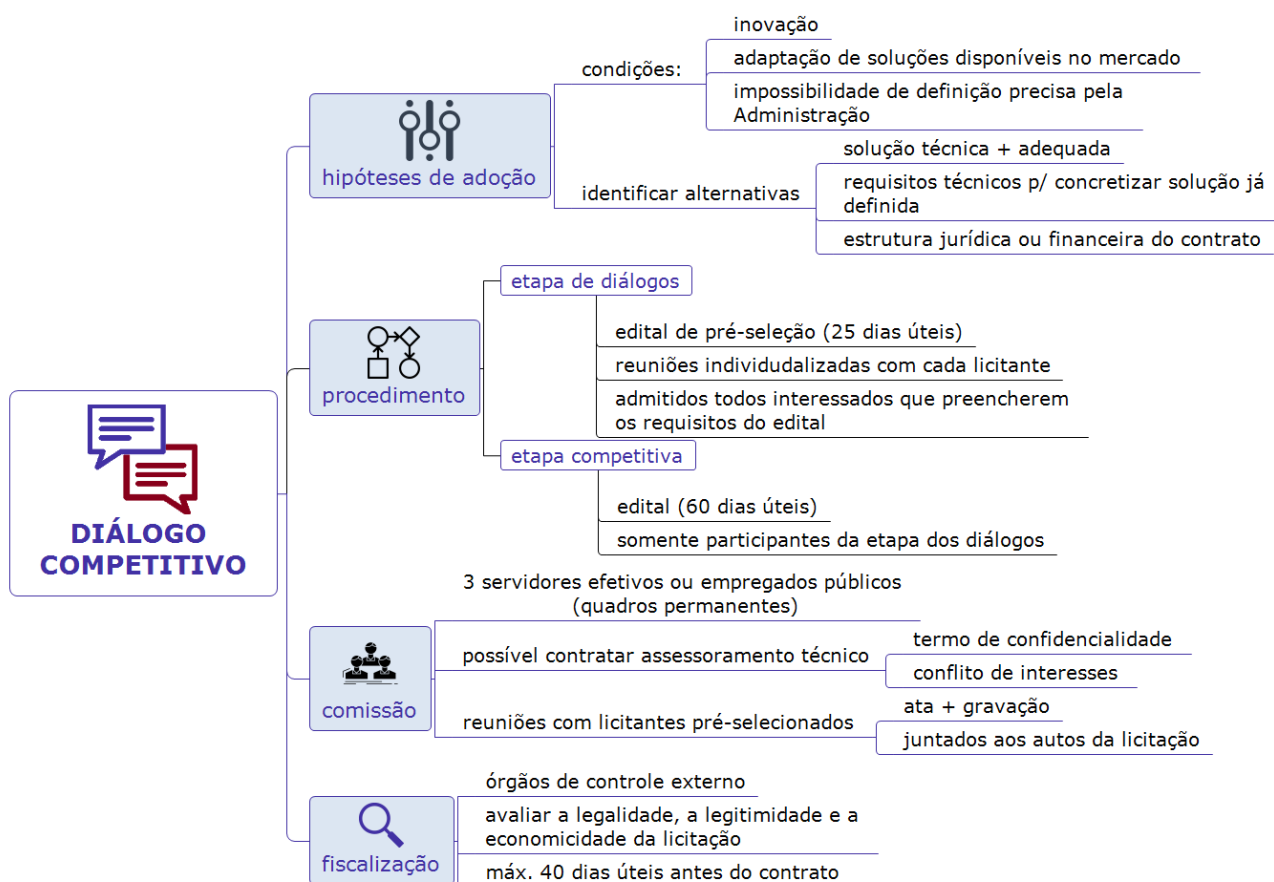 DIÁLOGO
COMPETITIVO
hipóteses de adoção
condições:
inovação
adaptação de soluções disponíveis no mercado
impossibilidade de definição precisa pela
Administração
identificar alternativas
solução técnica + adequada
requisitos técnicos p/ concretizar solução já
definida
estrutura jurídica ou financeira do contrato
procedimento
etapa de diálogos
edital de pré-seleção (25 dias úteis)
reuniões individudalizadas com cada licitante
admitidos todos interessados que preencherem
os requisitos do edital
etapa competitiva
edital (60 dias úteis)
somente participantes da etapa dos diálogos
comissão
3 servidores efetivos ou empregados públicos
(quadros permanentes)
possível contratar assessoramento técnico
termo de confidencialidade
conflito de interesses
reuniões com licitantes pré-selecionados
ata + gravação
juntados aos autos da licitação
fiscalização
órgãos de controle externo
avaliar a legalidade, a legitimidade e a
economicidade da licitação
máx. 40 dias úteis antes do contrato